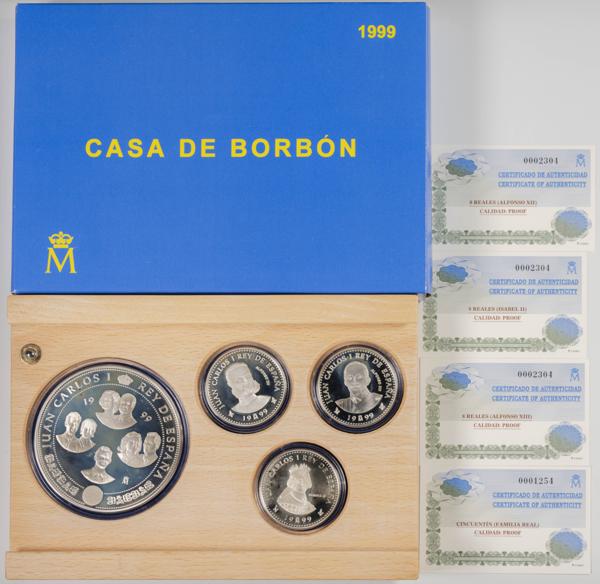 1999
CASA DE BORBÓN
M
0002304
M
CERTIFICADO DE AUTENTICIDAD
CERTIFICATE OF AUTHENTICITY
8 REALES (ALFONSO XII)
CALIDAD: PROOF
0002304
M
CERTIFICADO DE AUTENTICIDAD
CERTIFICATE OF AUTHENTICITY
8 REALES (ISABEL II)
CALIDAD: PROOF
0002304
M
CERTIFICADO DE AUTENTICIDAD
CERTIFICATE OF AUTHENTICITY
8 REALES (ALFONSO XIII)
CALIDAD: PROOF
0001254
M
CERTIFICADO DE AUTENTICIDAD
CERTIFICATE OF AUTHENTICITY
CINCUENTÍN (FAMILIA REAL)
CALIDAD: PROOF
JUAN CARLOS I REY DE ESPAÑA
19 99
M
JUAN CARLOS I REY DE ESPAÑA
ALFONSO XII
1999
JUAN CARLOS I REY DE ESPAÑA
1999
JUAN CARLOS I REY DE ESPAÑA
1999